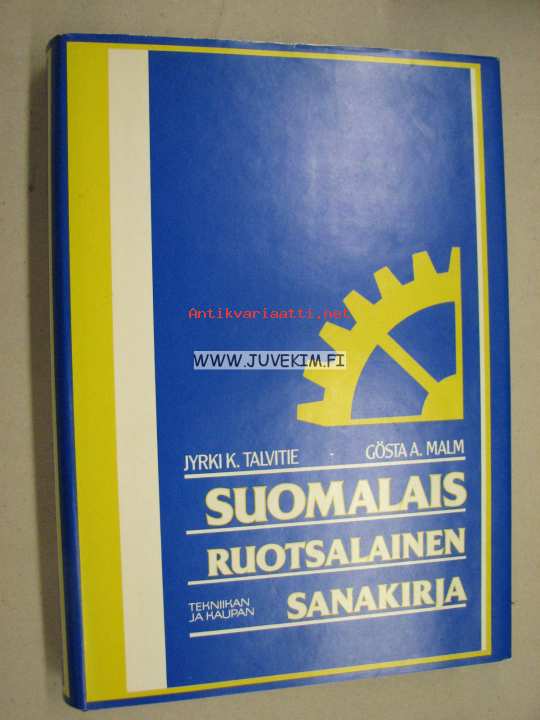 Antikvariaatti.net
WWW.JUVEKIM.FI
JYRKI K. TALVITIE - GÖSTA A. MALM
SUOMALAIS
RUOTSALAINEN
TEKNIIKAN
JA KAUPAN
SANAKIRJA